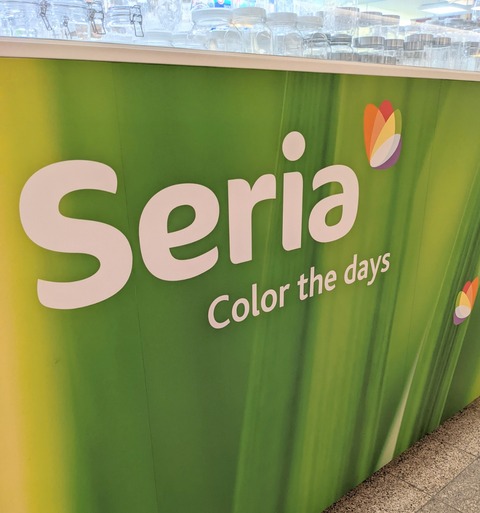 Seria
Color the days